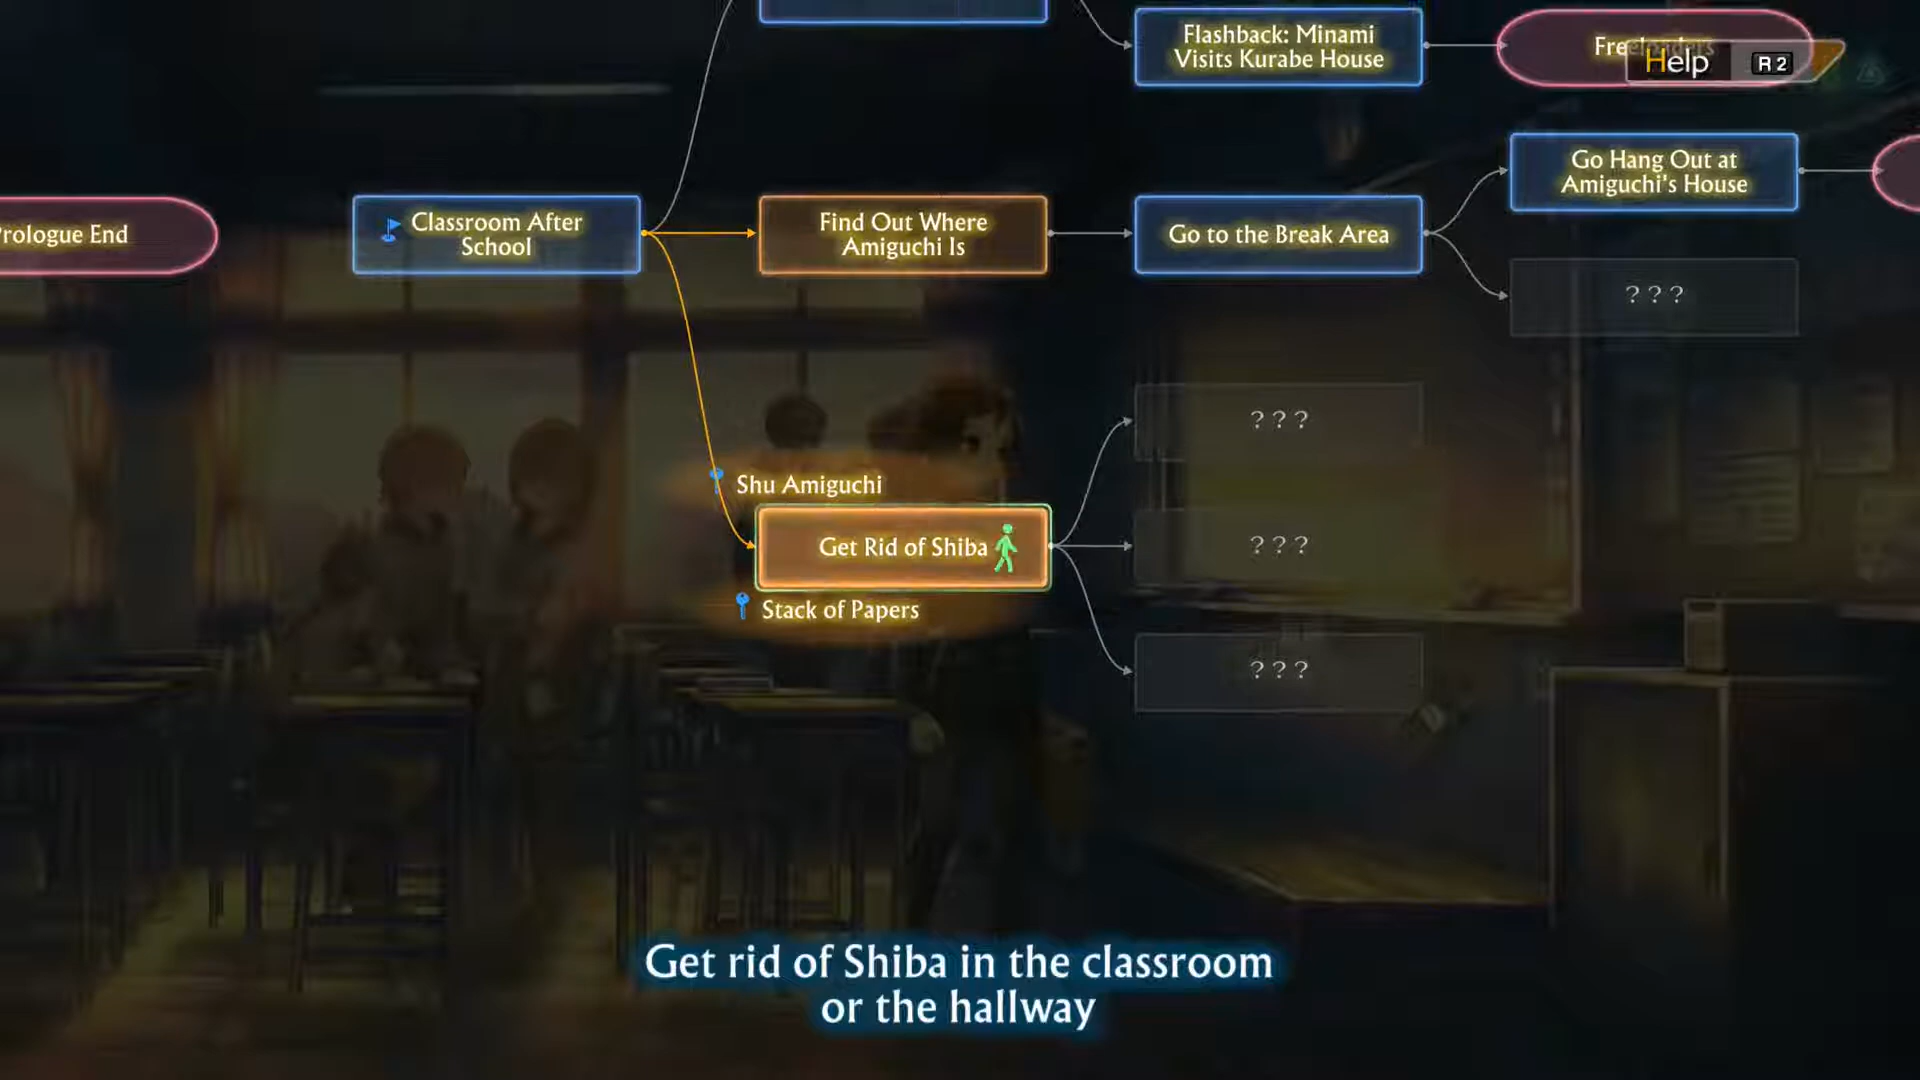 Flashback: Minami
Visits Kurabe House
Help
R2
Go Hang Out at
Amiguchi's House
Prologue End
Classroom After
School
Find Out Where
Amiguchi Is
Go to the Break Area
???
???
Shu Amiguchi
Get Rid of Shiba
???
Stack of Papers
???
Get rid of Shiba in the classroom
or the hallway